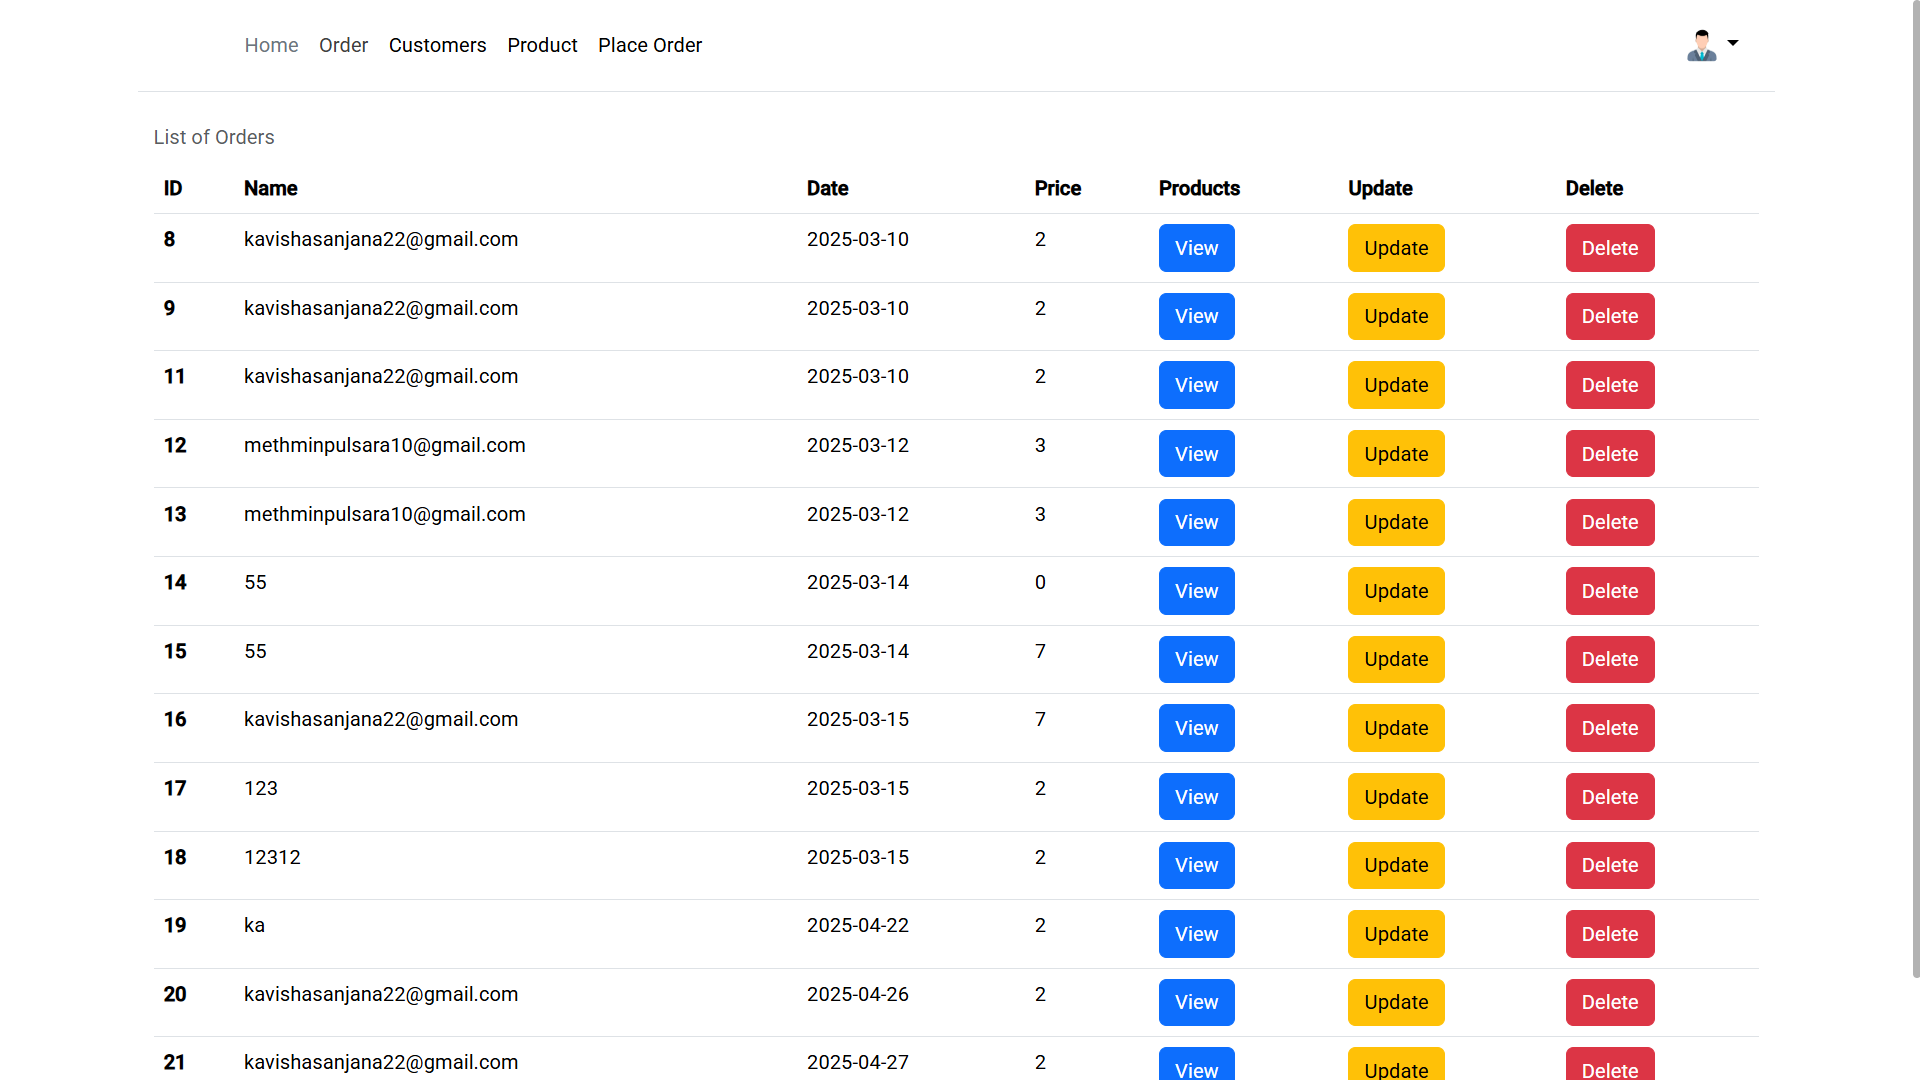 Home Order Customers Product Place Order
List of Orders
ID Name Date Price Products Update Delete
8 kavishasanjana22@gmail.com 2025-03-10 2 View Update Delete
9 kavishasanjana22@gmail.com 2025-03-10 2 View Update Delete
11 kavishasanjana22@gmail.com 2025-03-10 2 View Update Delete
12 methminpulsara10@gmail.com 2025-03-12 3 View Update Delete
13 methminpulsara10@gmail.com 2025-03-12 3 View Update Delete
14 55 2025-03-14 0 View Update Delete
15 55 2025-03-14 7 View Update Delete
16 kavishasanjana22@gmail.com 2025-03-15 7 View Update Delete
17 123 2025-03-15 2 View Update Delete
18 12312 2025-03-15 2 View Update Delete
19 ka 2025-04-22 2 View Update Delete
20 kavishasanjana22@gmail.com 2025-04-26 2 View Update Delete
21 kavishasanjana22@gmail.com 2025-04-27 2 View Update Delete